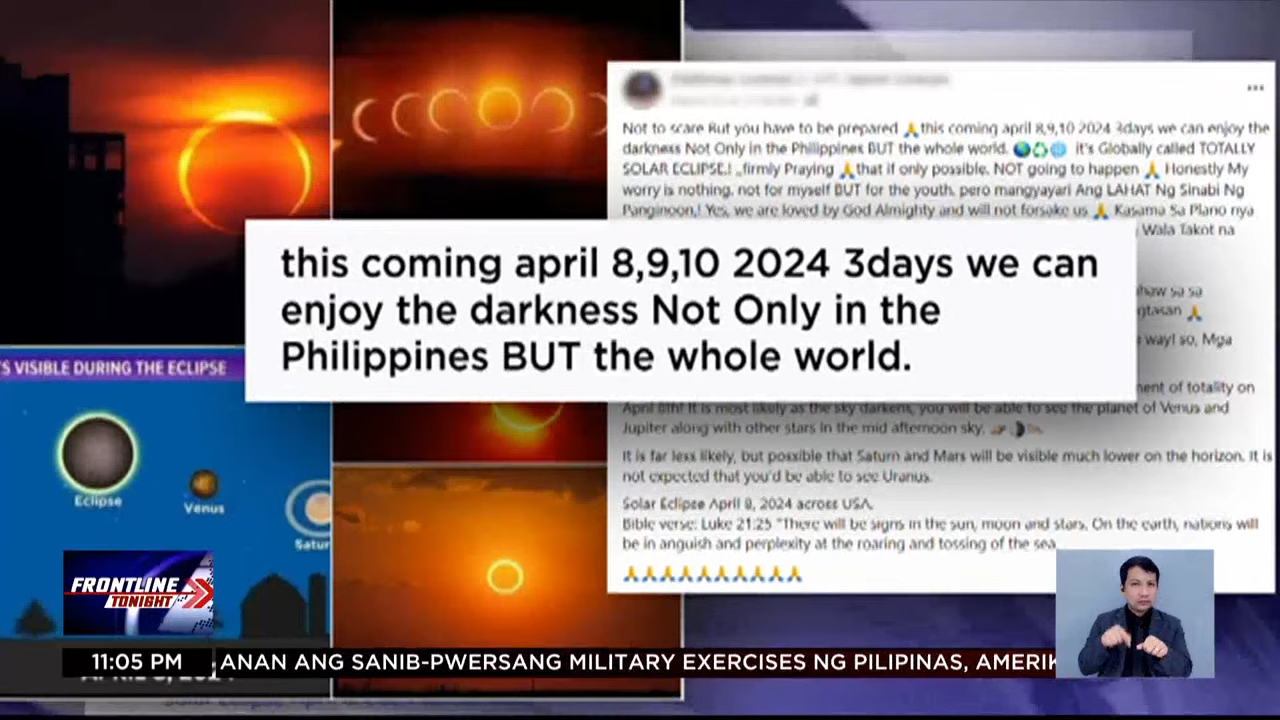 Not to scare But you have to be prepared 🙏this coming april 8,9,10 2024 3days we can enjoy the
darkness Not Only in the Philippines BUT the whole world. 🌏♻️🌐 it's Globally called TOTALLY
SOLAR ECLIPSE.! ..firmly Praying 🙏that if only possible. NOT going to happen 🙏 Honestly My
worry is nothing. not for myself BUT for the youth. pero mangyayari Ang LAHAT Ng Sinabi Ng
Panginoon,! Yes, we are loved by God Almighty and will not forsake us 🙏 Kasama Sa Plano nya
Wala Takot na
this coming april 8,9,10 2024 3days we can
enjoy the darkness Not Only in the
Philippines BUT the whole world.
sa sa
🙏
way! so, Mga
of totality on
April 8th! It is most likely as the sky darkens, you will be able to see the planet of Venus and
Jupiter along with other stars in the mid afternoon sky.
It is far less likely, but possible that Saturn and Mars will be visible much lower on the horizon. It is
not expected that you'd be able to see Uranus.
Solar Eclipse April 8, 2024 across USA.
Bible verse: Luke 21:25 "There will be signs in the sun, moon and stars. On the earth, nations will
be in anguish and perplexity at the roaring and tossing of the sea
🙏🙏🙏🙏🙏🙏🙏🙏🙏🙏
VISIBLE DURING THE ECLIPSE
Eclipse
Venus
FRONTLINE
TONIGHT
11:05 PM
ANAN ANG SANIB-PWERSANG MILITARY EXERCISES NG PILIPINAS, AMERIK